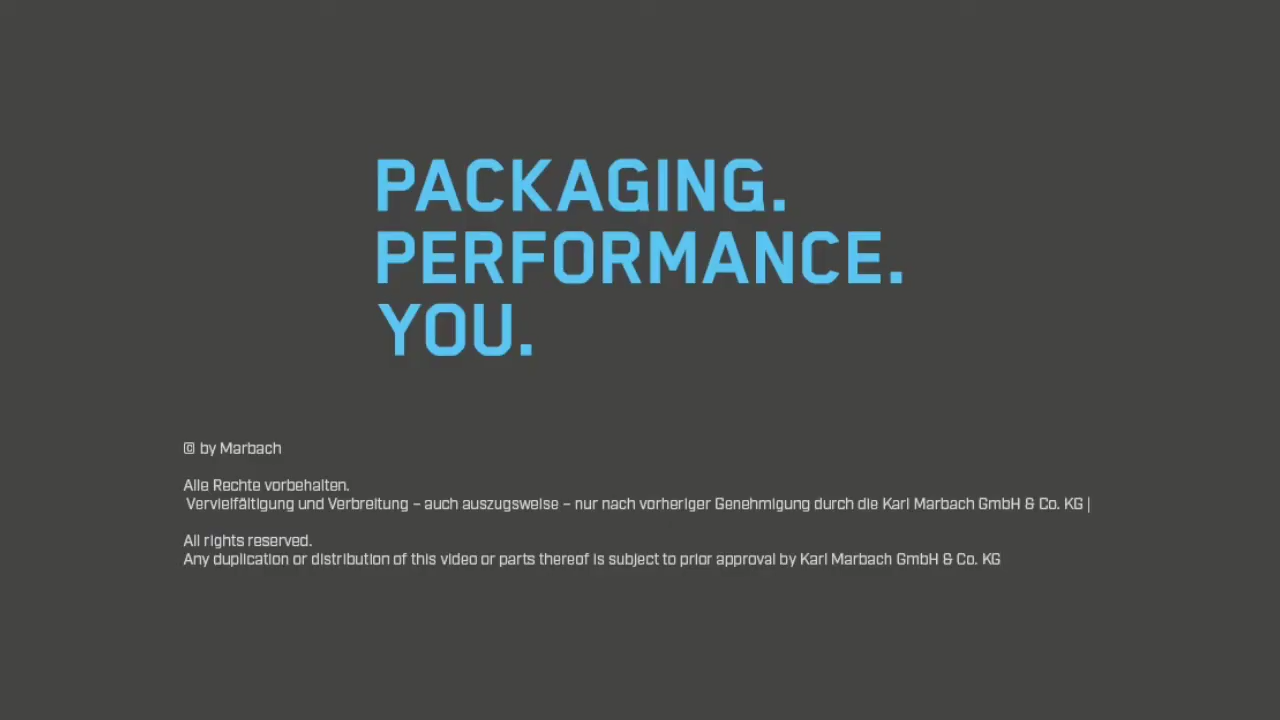 PACKAGING.
PERFORMANCE.
YOU.
© by Marbach
Alle Rechte vorbehalten.
Vervielfältigung und Verbreitung – auch auszugsweise – nur nach vorheriger Genehmigung durch die Karl Marbach GmbH & Co. KG |
All rights reserved.
Any duplication or distribution of this video or parts thereof is subject to prior approval by Karl Marbach GmbH & Co. KG